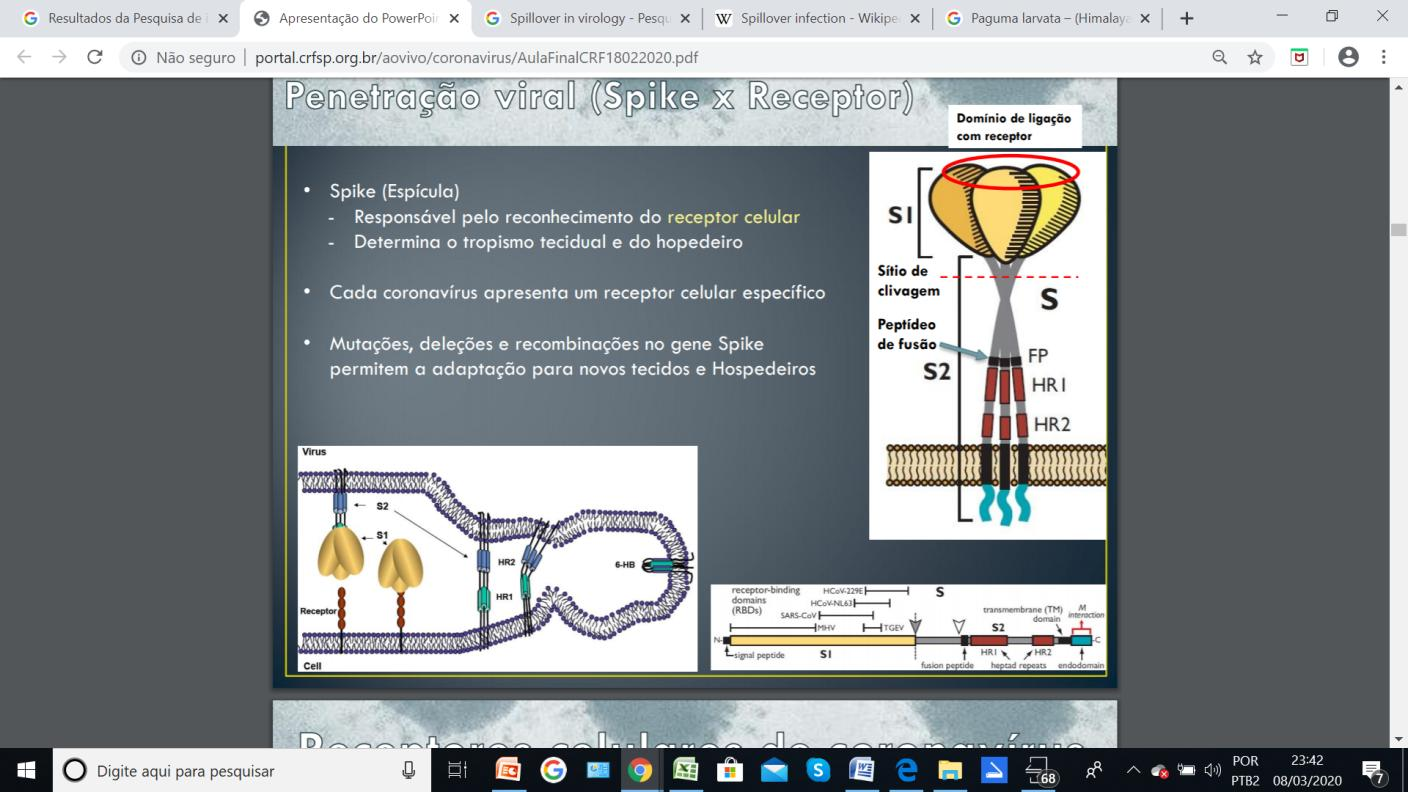 Resultados da Pesquisa de i
Apresentação do PowerPoin
Spillover in virology - Pesqu
Spillover infection - Wikiped
Paguma larvata – (Himalaya
Não seguro | portal.crfsp.org.br/aovivo/coronavirus/AulaFinalCRF18022020.pdf
Penetração viral (Spike x Receptor)
Domínio de ligação
com receptor
• Spike (Espícula)
- Responsável pelo reconhecimento do receptor celular
- Determina o tropismo tecidual e do hopedeiro
• Cada coronavírus apresenta um receptor celular específico
• Mutações, deleções e recombinações no gene Spike
permitem a adaptação para novos tecidos e Hospedeiros
S1
Sítio de
clivagem
S
Peptídeo
de fusão
FP
S2
HR1
HR2
Virus
S2
S1
HR2
HR1
6-HB
Receptor
Cell
receptor-binding
domains
(RBDs)
HCoV-229E
HCoV-NL63
SARS-CoV
MHV
TGEV
S
transmembrane (TM)
domain
M
interaction
N-
S2
-C
signal peptide
S1
HR1
HR2
fusion peptide
heptad repeats
endodomain
Receptores celulares do coronavírus
Digite aqui para pesquisar
68
POR
PTB2
23:42
08/03/2020
7